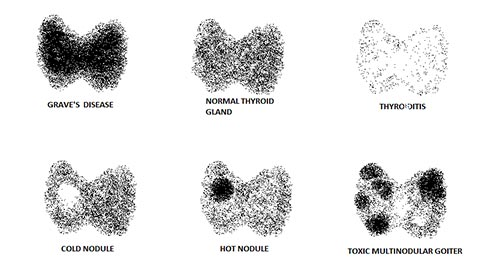 GRAVE'S DISEASE
NORMAL THYROID
GLAND
THYROIDITIS
COLD NODULE
HOT NODULE
TOXIC MULTINODULAR GOITER